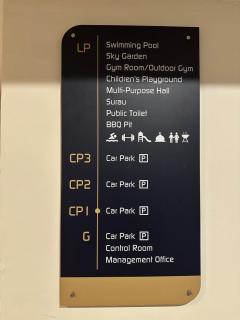 LP Swimming Pool
Sky Garden
Gym Room/Outdoor Gym
Children's Playground
Multi-Purpose Hall
Surau
Public Toilet
BBQ Pit
CP3 Car Park P
CP2 Car Park P
CP1 Car Park P
G Car Park P
Control Room
Management Office